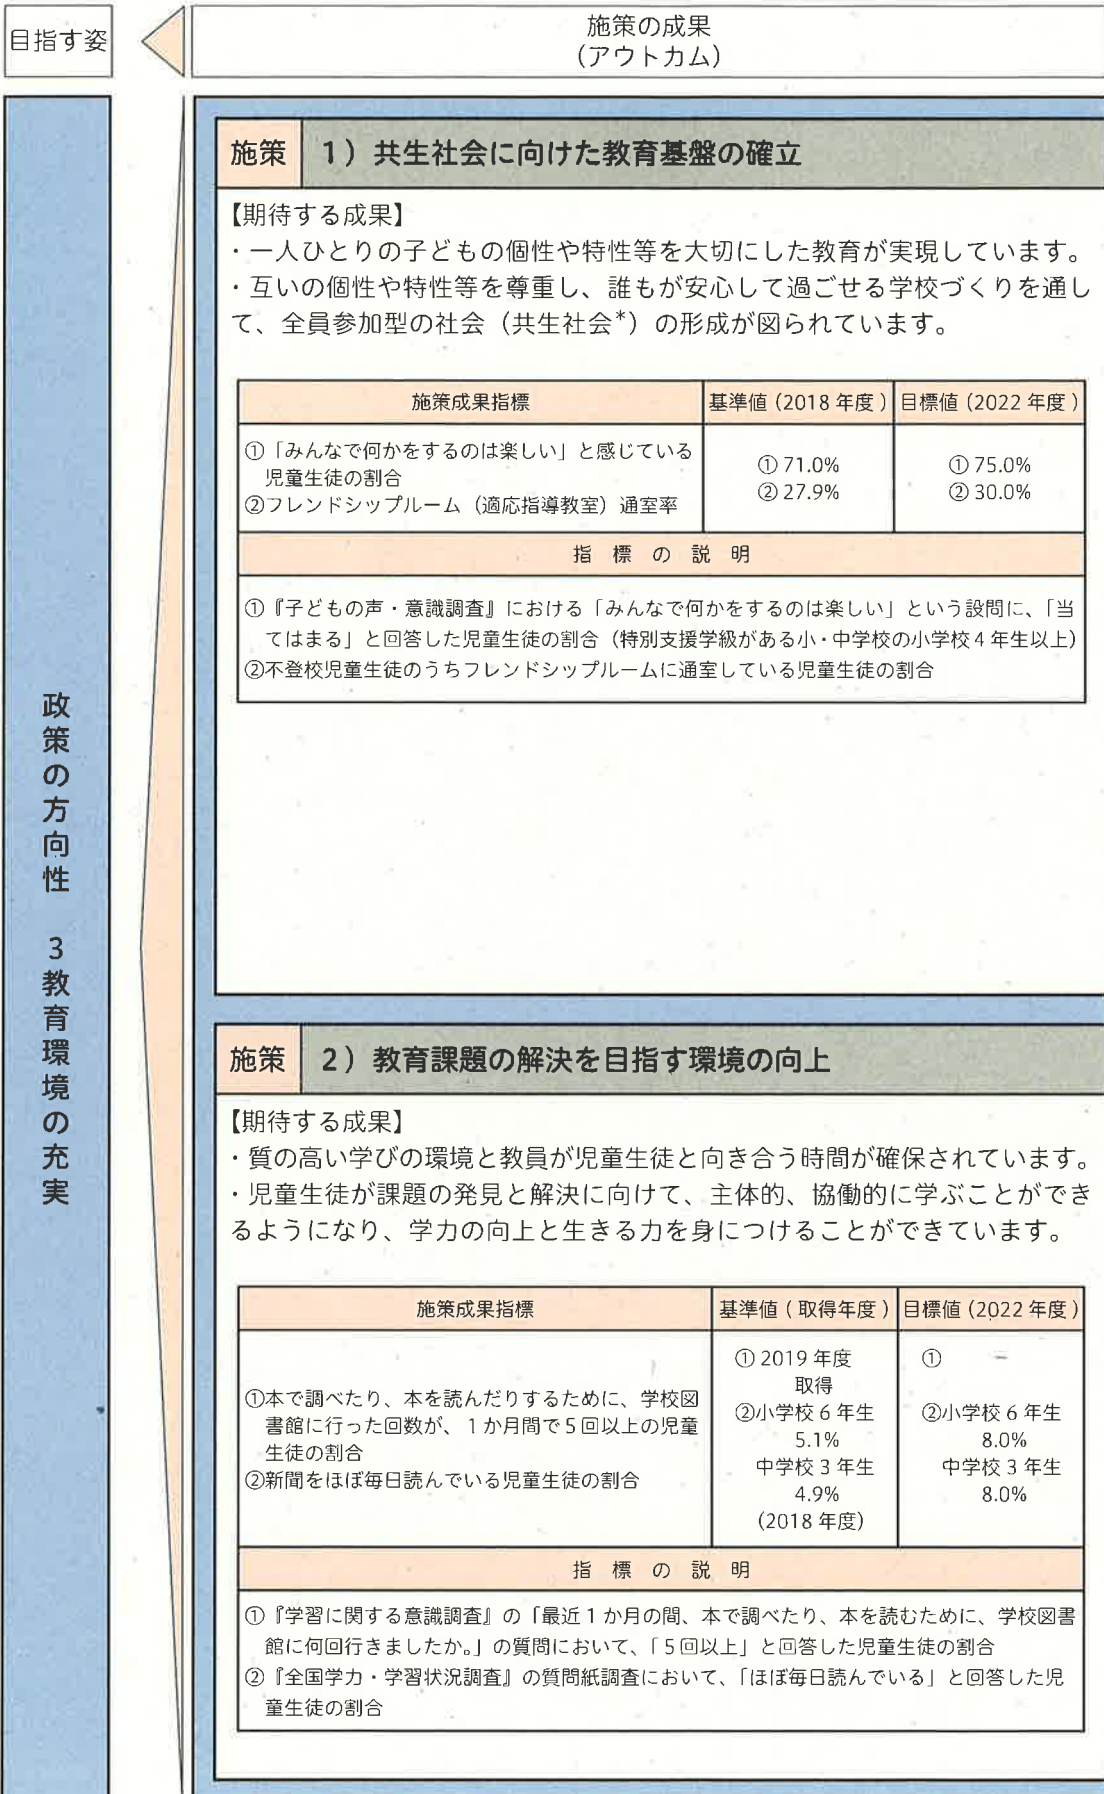 目指す姿
施策の成果
(アウトカム)
政策の方向性 3教育環境の充実
施策 1)共生社会に向けた教育基盤の確立
【期待する成果】
・一人ひとりの子どもの個性や特性等を大切にした教育が実現しています。
・互いの個性や特性等を尊重し、誰もが安心して過ごせる学校づくりを通し
て、全員参加型の社会(共生社会*)の形成が図られています。
施策成果指標 基準値(2018年度) 目標値(2022年度)
①「みんなで何かをするのは楽しい」と感じている
児童生徒の割合
②フレンドシップルーム(適応指導教室)通室率
①71.0%
②27.9%
①75.0%
②30.0%
指標の説明
①『子どもの声・意識調査』における「みんなで何かをするのは楽しい」という設問に、「当
てはまる」と回答した児童生徒の割合(特別支援学級がある小・中学校の小学校4年生以上)
②不登校児童生徒のうちフレンドシップルームに通室している児童生徒の割合
施策 2)教育課題の解決を目指す環境の向上
【期待する成果】
・質の高い学びの環境と教員が児童生徒と向き合う時間が確保されています。
・児童生徒が課題の発見と解決に向けて、主体的、協働的に学ぶことができ
るようになり、学力の向上と生きる力を身につけることができています。
施策成果指標 基準値(取得年度) 目標値(2022年度)
①本で調べたり、本を読んだりするために、学校図
書館に行った回数が、1か月間で5回以上の児童
生徒の割合
②新聞をほぼ毎日読んでいる児童生徒の割合
①2019年度
取得
②小学校6年生
5.1%
中学校3年生
4.9%
(2018年度)
① −
②小学校6年生
8.0%
中学校3年生
8.0%
指標の説明
①『学習に関する意識調査』の「最近1か月の間、本で調べたり、本を読むために、学校図書
館に何回行きましたか。」の質問において、「5回以上」と回答した児童生徒の割合
②『全国学力・学習状況調査』の質問紙調査において、「ほぼ毎日読んでいる」と回答した児
童生徒の割合